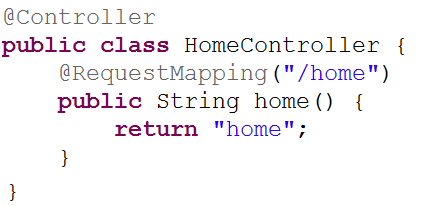 @Controller
public class HomeController {
    @RequestMapping("/home")
    public String home() {
        return "home";
    }
}